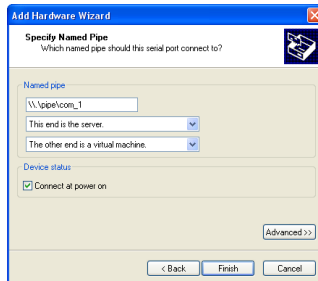 Add Hardware Wizard
Specify Named Pipe
Which named pipe should this serial port connect to?
Named pipe
\\.\pipe\com_1
This end is the server.
The other end is a virtual machine.
Device status
Connect at power on
Advanced >>
< Back
Finish
Cancel